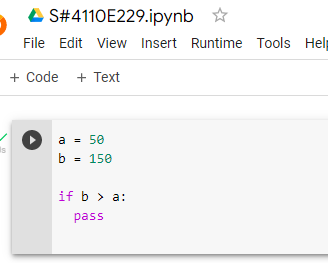 S#4110E229.ipynb
File Edit View Insert Runtime Tools Help
+ Code + Text
a = 50
b = 150
if b > a:
  pass